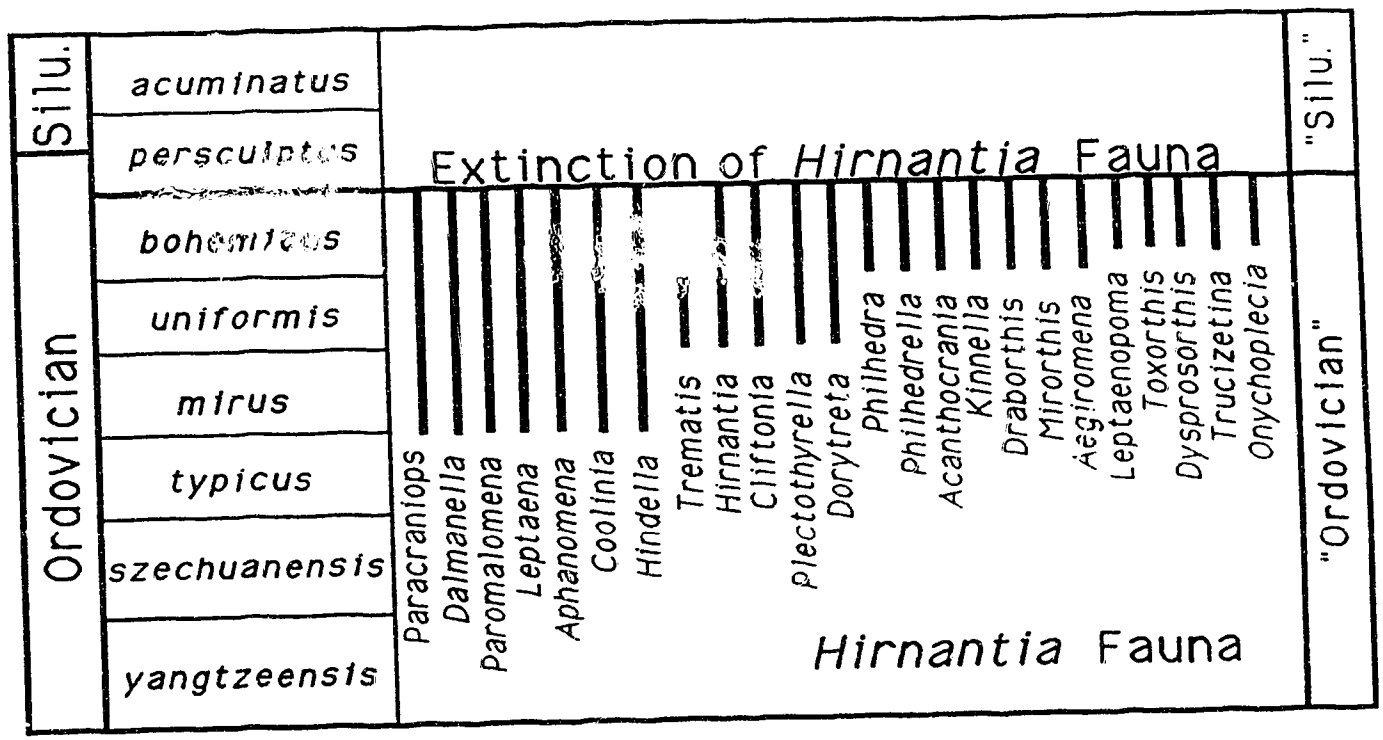 Silu.
Ordovician
acuminatus
persculptus
bohemicus
uniformis
mirus
typicus
szechuanensis
yangtzeensis
Extinction of Hirnantia Fauna
Paracraniops
Dalmanella
Paromalomena
Leptaena
Aphanomena
Coolinia
Hindella
Trematis
Hirnantia
Cliftonia
Plectothyrella
Dorytreta
Philhedra
Philhedrella
Acanthocrania
Kinnella
Draborthis
Mirorthis
Aegiromena
Leptaenopoma
Toxorthis
Dysprosorthis
Trucizetina
Onychoplecia
Hirnantia Fauna
"Silu."
"Ordovician"